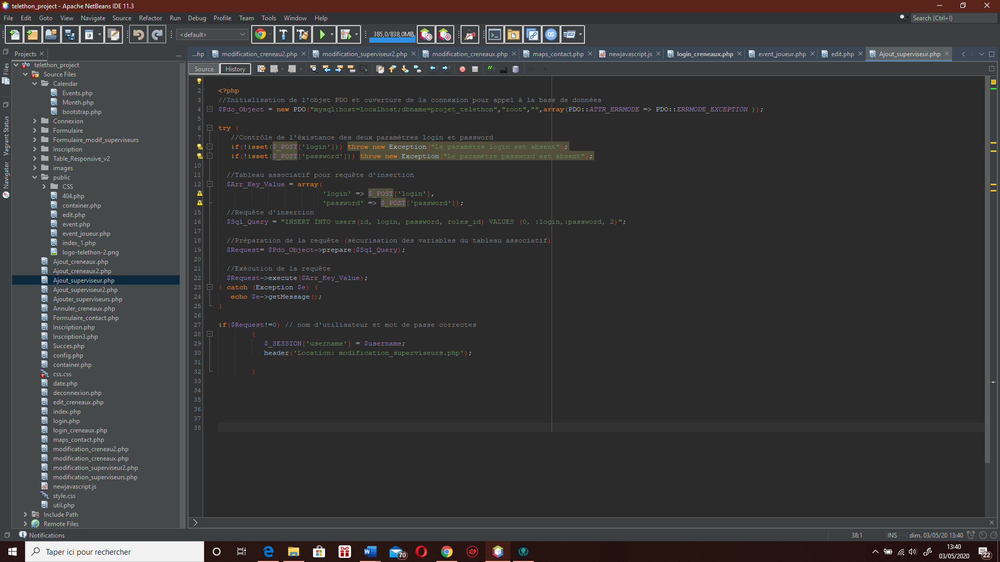 telethon_project - Apache NetBeans IDE 11.3
File Edit Goto View Navigate Source Refactor Run Debug Profile Team Tools Window Help
Search (Ctrl+I)
<default>
385,0/838,0MB
Projects
...hp modification_creneau2.php modification_superviseur2.php modification_creneaux.php maps_contact.php newjavascript.js login_creneaux.php event_joueur.php edit.php Ajout_superviseur.php
Source History
Files
Vagrant Status
Navigator
telethon_project
Source Files
Calendar
Events.php
Month.php
bootstrap.php
Connexion
Formulaire
Formulaire_modif_superviseurs
Inscription
Table_Responsive_v2
images
public
CSS
404.php
container.php
edit.php
event.php
event_joueur.php
index_1.php
logo-telethon-2.png
Ajout_creneaux.php
Ajout_creneaux2.php
Ajout_superviseur.php
Ajout_superviseur2.php
Ajouter_superviseurs.php
Annuler_creneaux.php
Formulaire_contact.php
Inscription.php
Inscription3.php
Succes.php
config.php
container.php
css.css
date.php
deconnexion.php
edit_creneaux.php
index.php
login.php
login_creneaux.php
maps_contact.php
modification_creneau2.php
modification_creneaux.php
modification_superviseur2.php
modification_superviseurs.php
newjavascript.js
style.css
util.php
Include Path
Remote Files
2 <?php
3 //Initialisation de l'objet PDO et ouverture de la connexion pour appel à la base de données
4 $Pdo_Object = new PDO("mysql:host=localhost;dbname=projet_telethon","root","",array(PDO::ATTR_ERRMODE => PDO::ERRMODE_EXCEPTION ));
5
6 try {
7 //Contrôle de l'éxistance des deux paramètres login et password
if(!isset($_POST['login'])) throw new Exception("Le paramètre login est absent");
if(!isset($_POST['password'])) throw new Exception("Le paramètre password est absent");
10
11 //Tableau associatif pour requête d'insertion
12 $Arr_Key_Value = array(
'login' => $_POST['login'],
'password' => $_POST['password']);
15 //Requête d'insertion
16 $Sql_Query = "INSERT INTO users(id, login, password, roles_id) VALUES (0, :login,:password, 2)";
17
18 //Préparation de la requête (sécurisation des variables du tableau associatif)
19 $Request= $Pdo_Object->prepare($Sql_Query);
20
21 //Exécution de la requête
22 $Request->execute($Arr_Key_Value);
23 } catch (Exception $e) {
24 echo $e->getMessage();
25 }
26
27 if($Request!=0) // nom d'utilisateur et mot de passe correctes
28 {
29 $_SESSION['username'] = $username;
30 header('Location: modification_superviseurs.php');
31
32 }
33
34
35
36
37
38
Notifications
38:1 INS dim. 03/05/20 13:40
Taper ici pour rechercher
70
13:40
03/05/2020
22